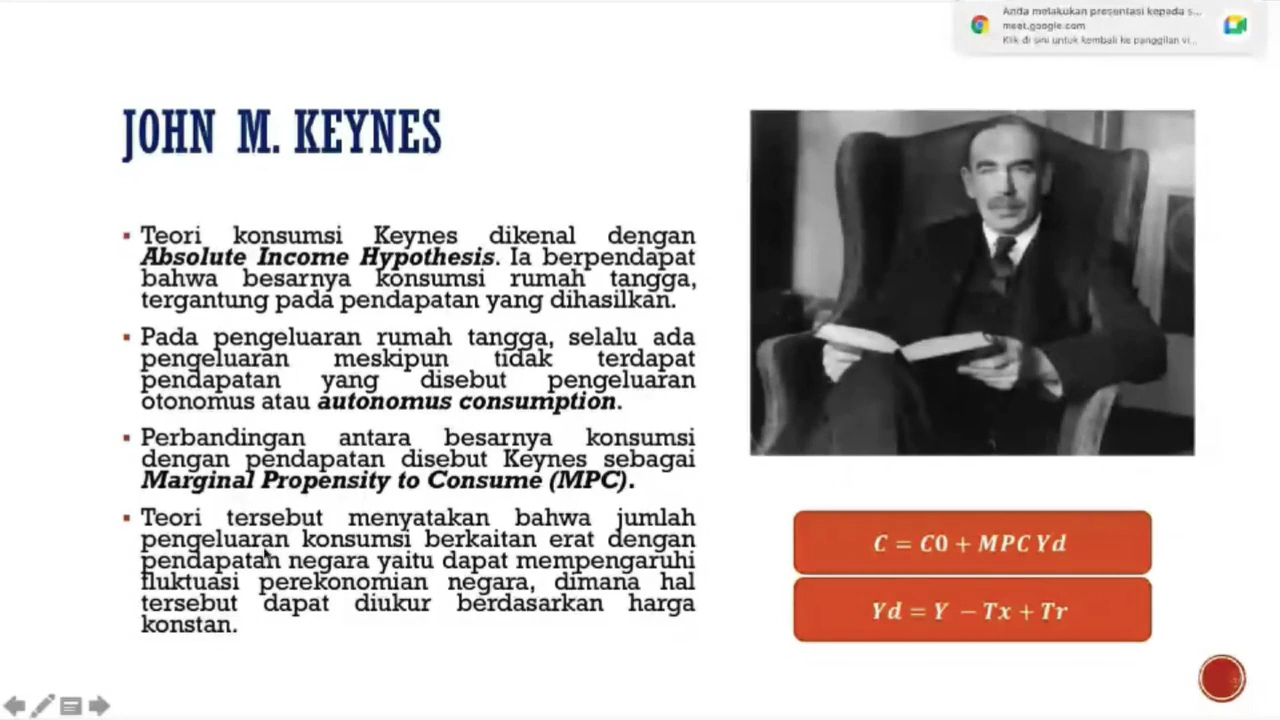 Anda melakukan presentasi kepada s...
meet.google.com
Klik di sini untuk kembali ke panggilan vi...
JOHN M. KEYNES
Teori konsumsi Keynes dikenal dengan
Absolute Income Hypothesis. Ia berpendapat
bahwa besarnya konsumsi rumah tangga,
tergantung pada pendapatan yang dihasilkan.
Pada pengeluaran rumah tangga, selalu ada
pengeluaran meskipun tidak terdapat
pendapatan yang disebut pengeluaran
otonomus atau autonomus consumption.
Perbandingan antara besarnya konsumsi
dengan pendapatan disebut Keynes sebagai
Marginal Propensity to Consume (MPC).
Teori tersebut menyatakan bahwa jumlah
pengeluaran konsumsi berkaitan erat dengan
pendapatan negara yaitu dapat mempengaruhi
fluktuasi perekonomian negara, dimana hal
tersebut dapat diukur berdasarkan harga
konstan.
C = C0 + MPC Yd
Yd = Y − Tx + Tr